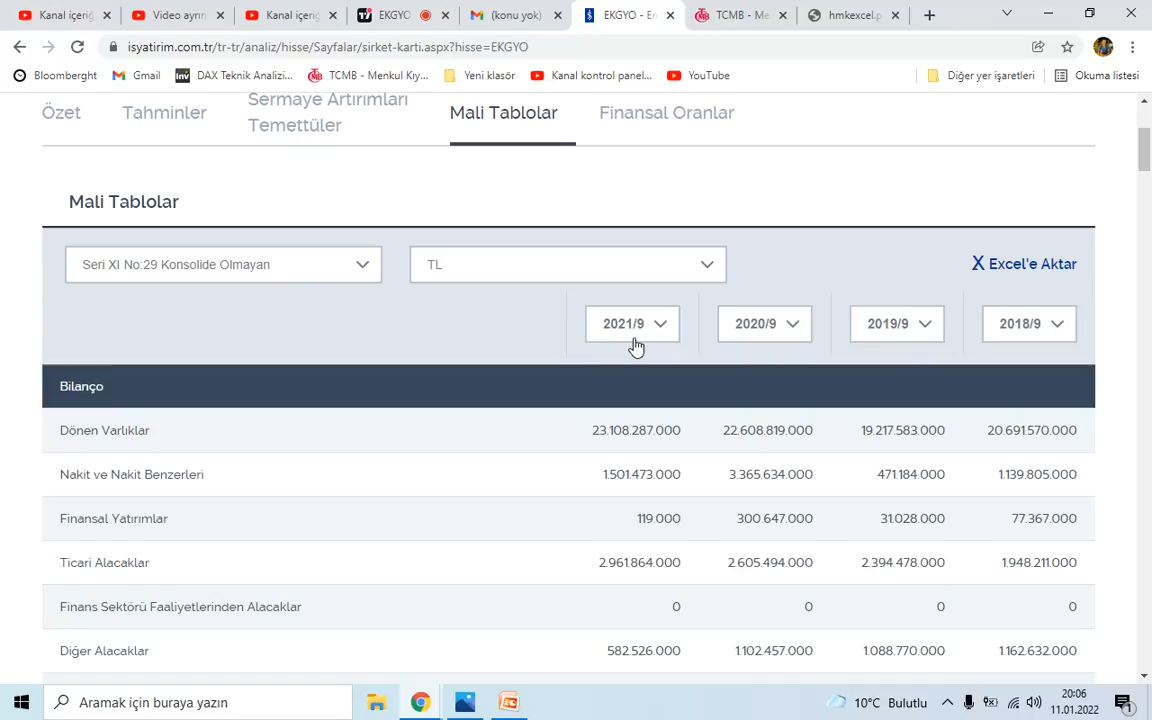 Kanal içeriğ
Video ayrın
Kanal içeriğ
EKGYO
(konu yok)
EKGYO - En
TCMB - Me
hmkexcel.p
isyatirim.com.tr/tr-tr/analiz/hisse/Sayfalar/sirket-karti.aspx?hisse=EKGYO
Bloomberght
Gmail
DAX Teknik Analizi...
TCMB - Menkul Kıy...
Yeni klasör
Kanal kontrol panel...
YouTube
Diğer yer işaretleri
Okuma listesi
Özet
Tahminler
Sermaye Artırımları
Temettüler
Mali Tablolar
Finansal Oranlar
Mali Tablolar
Seri XI No:29 Konsolide Olmayan
TL
X Excel'e Aktar
2021/9 2020/9 2019/9 2018/9
Bilanço
Dönen Varlıklar 23.108.287.000 22.608.819.000 19.217.583.000 20.691.570.000
Nakit ve Nakit Benzerleri 1.501.473.000 3.365.634.000 471.184.000 1.139.805.000
Finansal Yatırımlar 119.000 300.647.000 31.028.000 77.367.000
Ticari Alacaklar 2.961.864.000 2.605.494.000 2.394.478.000 1.948.211.000
Finans Sektörü Faaliyetlerinden Alacaklar 0 0 0 0
Diğer Alacaklar 582.526.000 1.102.457.000 1.088.770.000 1.162.632.000
Aramak için buraya yazın
10°C Bulutlu
20:06
11.01.2022
1